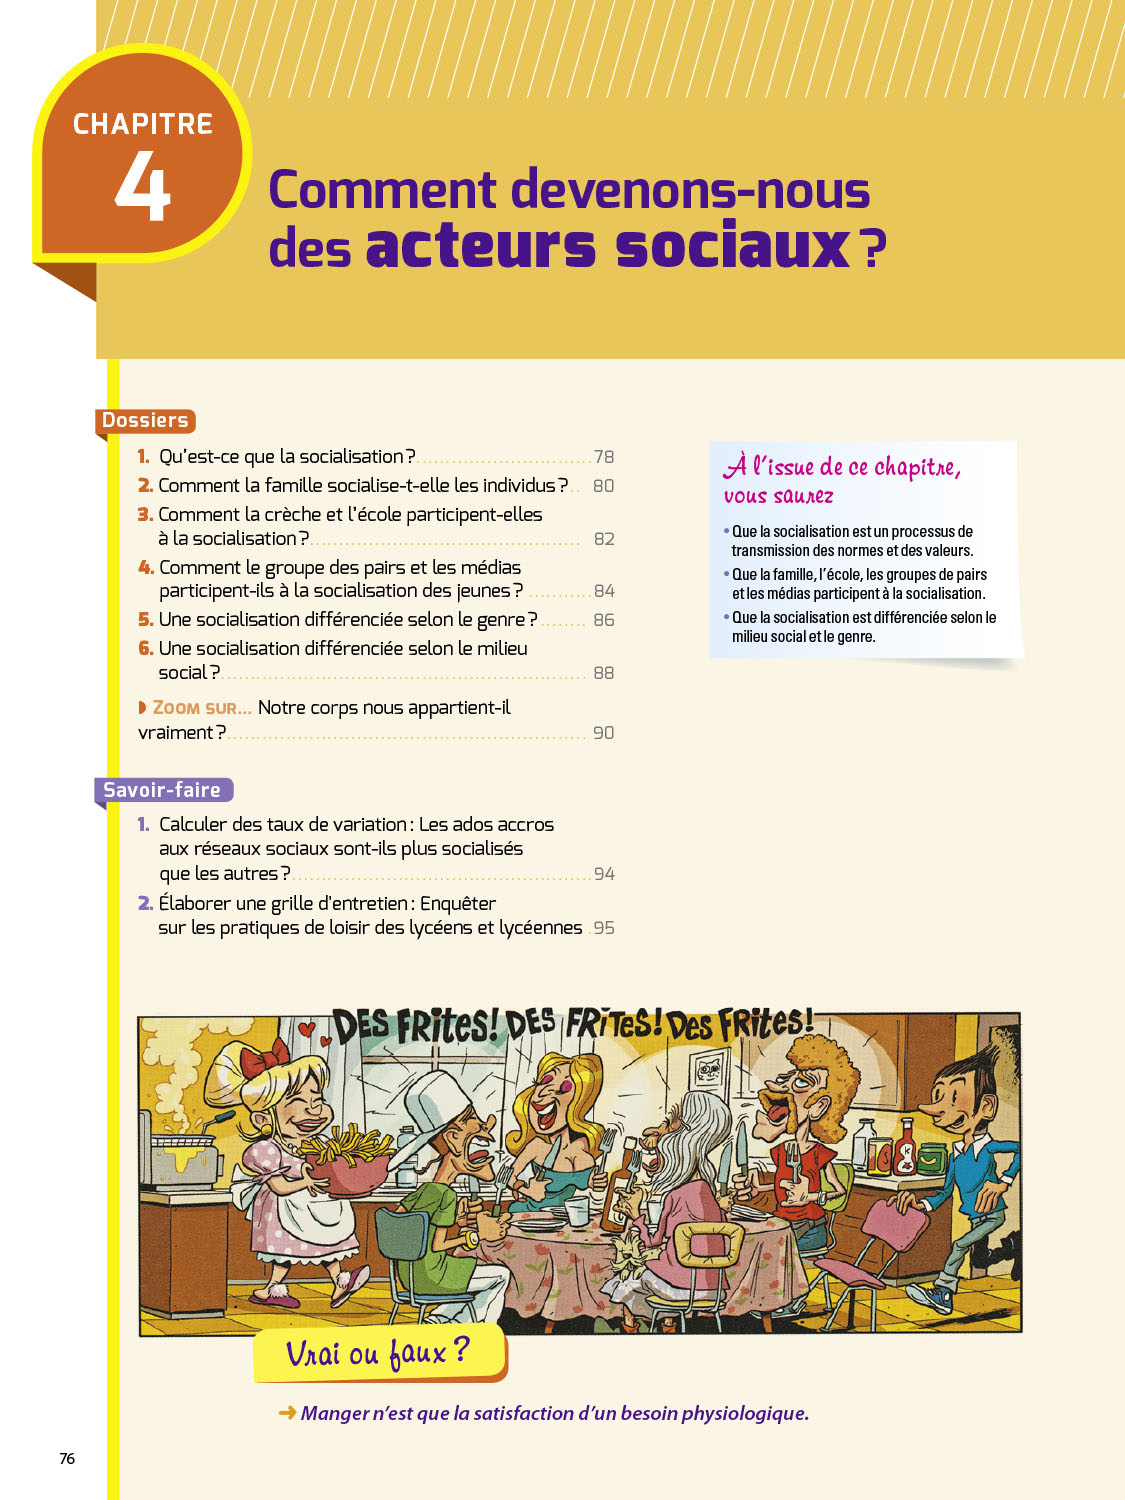 CHAPITRE
4
Comment devenons-nous
des acteurs sociaux ?
Dossiers
1. Qu'est-ce que la socialisation ? 78
2. Comment la famille socialise-t-elle les individus ? 80
3. Comment la crèche et l'école participent-elles
à la socialisation ? 82
4. Comment le groupe des pairs et les médias
participent-ils à la socialisation des jeunes ? 84
5. Une socialisation différenciée selon le genre ? 86
6. Une socialisation différenciée selon le milieu
social ? 88
ZOOM SUR... Notre corps nous appartient-il
vraiment ? 90
À l'issue de ce chapitre,
vous saurez
• Que la socialisation est un processus de
transmission des normes et des valeurs.
• Que la famille, l'école, les groupes de pairs
et les médias participent à la socialisation.
• Que la socialisation est différenciée selon le
milieu social et le genre.
Savoir-faire
1. Calculer des taux de variation : Les ados accros
aux réseaux sociaux sont-ils plus socialisés
que les autres ? 94
2. Élaborer une grille d'entretien : Enquêter
sur les pratiques de loisir des lycéens et lycéennes 95
DES FRITES! DES FRITES! DES FRITES!
Vrai ou faux ?
➜ Manger n'est que la satisfaction d'un besoin physiologique.
76